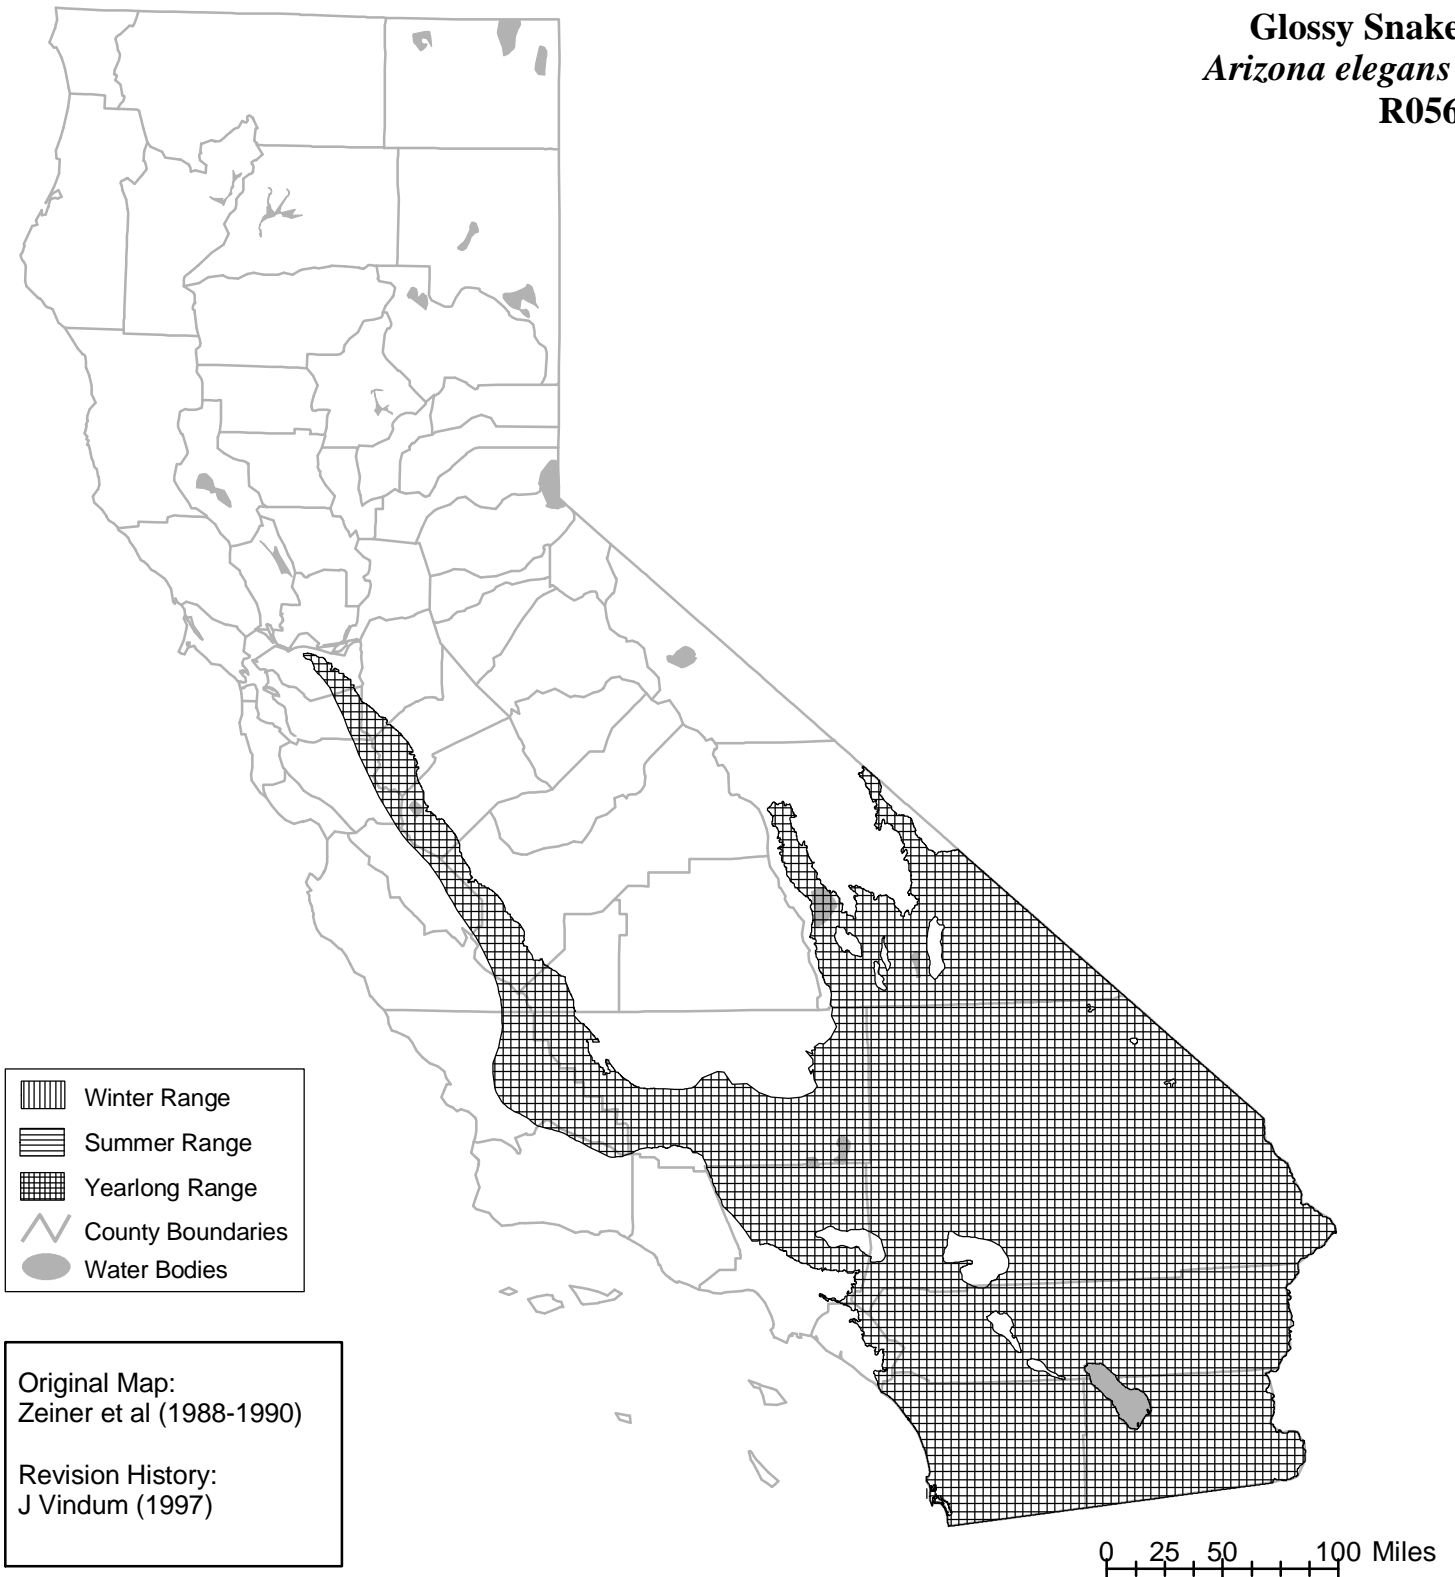 Glossy Snake
Arizona elegans
R056
Winter Range
Summer Range
Yearlong Range
County Boundaries
Water Bodies
Original Map:
Zeiner et al (1988-1990)
Revision History:
J Vindum (1997)
0 25 50 100 Miles